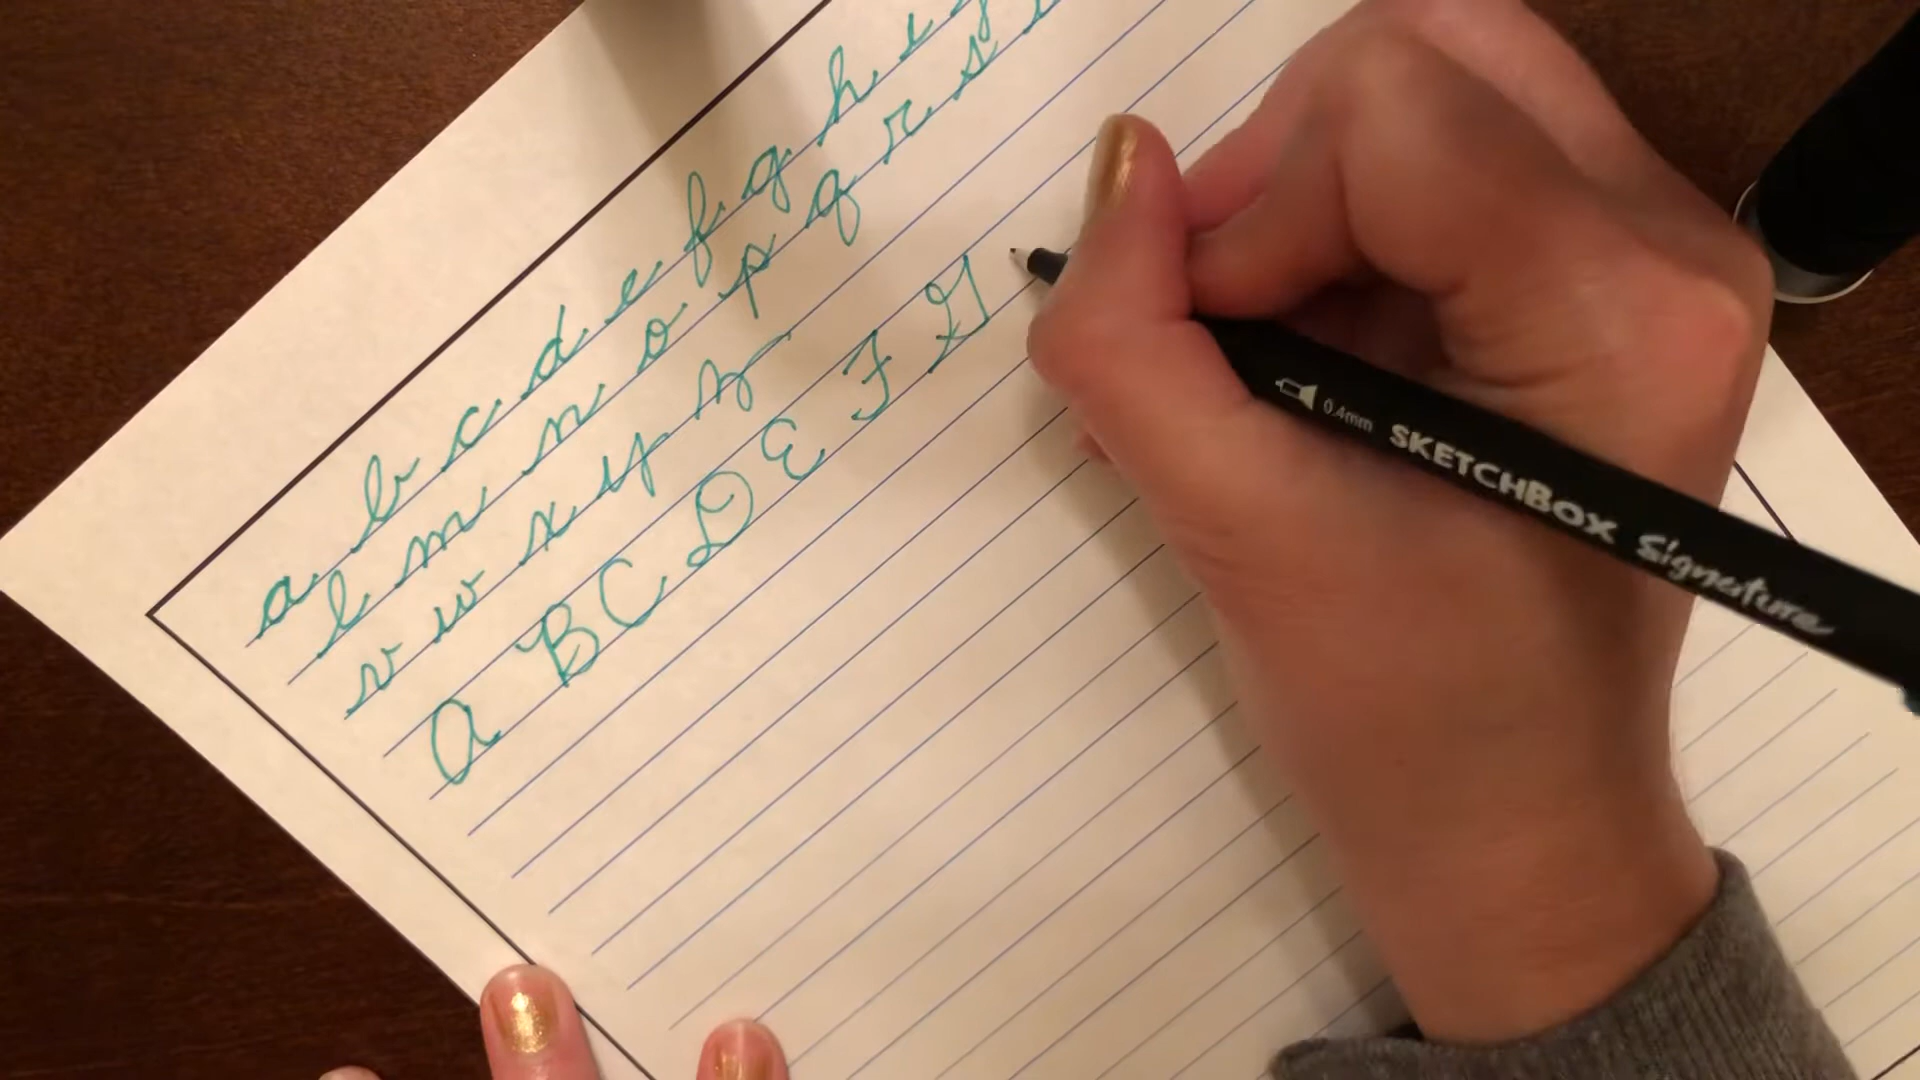 a b c d e f g h i j
l m n o p q r s t
v w x y z
A B C D E F G
0.4mm SKETCHBOX Signature